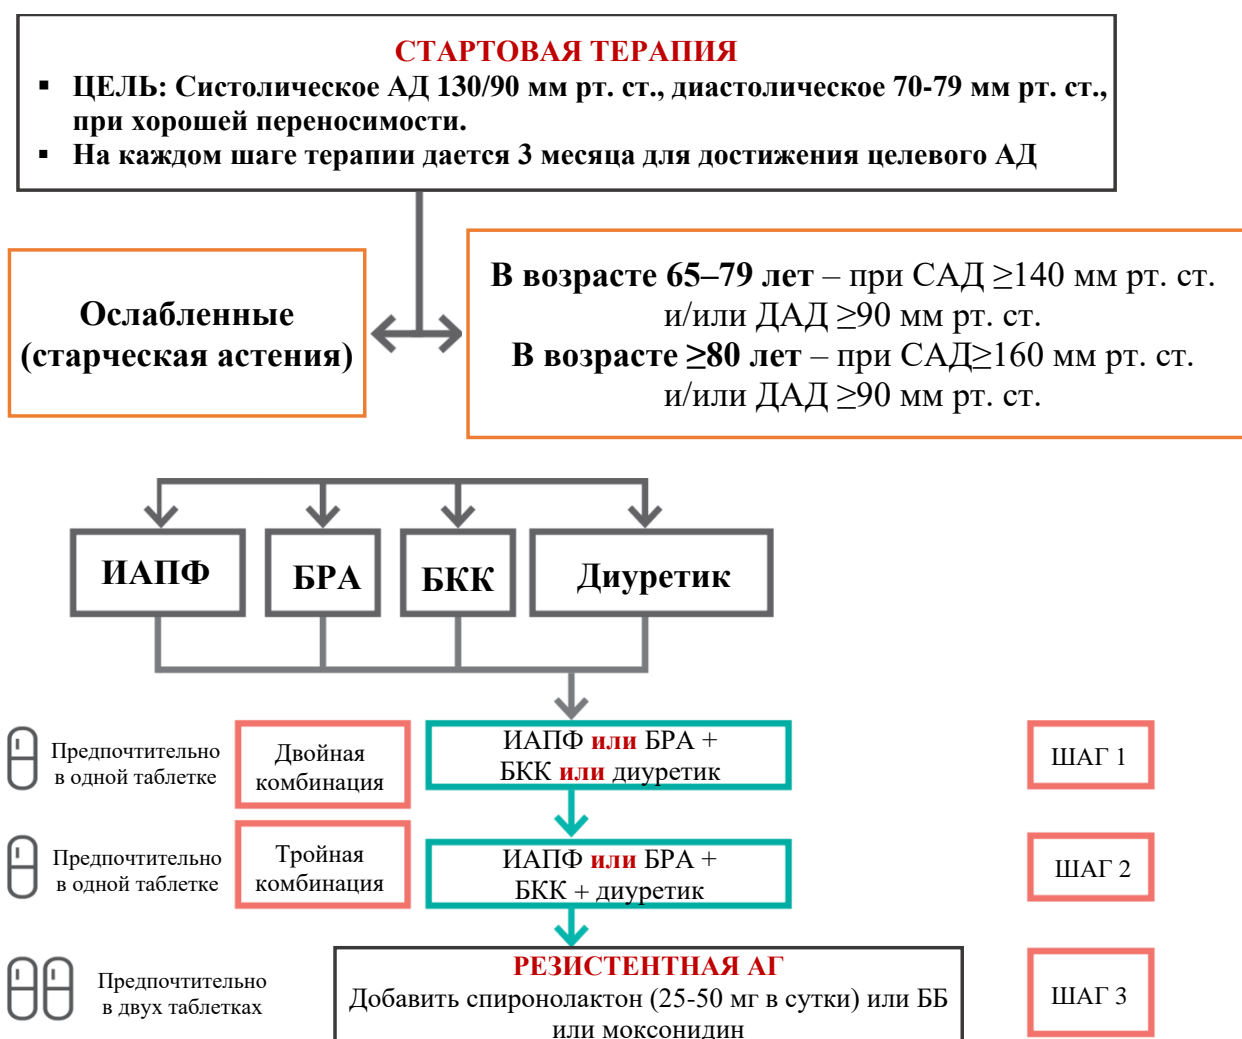 СТАРТОВАЯ ТЕРАПИЯ
▪ ЦЕЛЬ: Систолическое АД 130/90 мм рт. ст., диастолическое 70-79 мм рт. ст.,
при хорошей переносимости.
▪ На каждом шаге терапии дается 3 месяца для достижения целевого АД
Ослабленные
(старческая астения)
В возрасте 65–79 лет – при САД ≥140 мм рт. ст.
и/или ДАД ≥90 мм рт. ст.
В возрасте ≥80 лет – при САД≥160 мм рт. ст.
и/или ДАД ≥90 мм рт. ст.
ИАПФ
БРА
БКК
Диуретик
Предпочтительно
в одной таблетке
Двойная
комбинация
ИАПФ или БРА +
БКК или диуретик
ШАГ 1
Предпочтительно
в одной таблетке
Тройная
комбинация
ИАПФ или БРА +
БКК + диуретик
ШАГ 2
Предпочтительно
в двух таблетках
РЕЗИСТЕНТНАЯ АГ
Добавить спиронолактон (25-50 мг в сутки) или ББ
или моксонидин
ШАГ 3